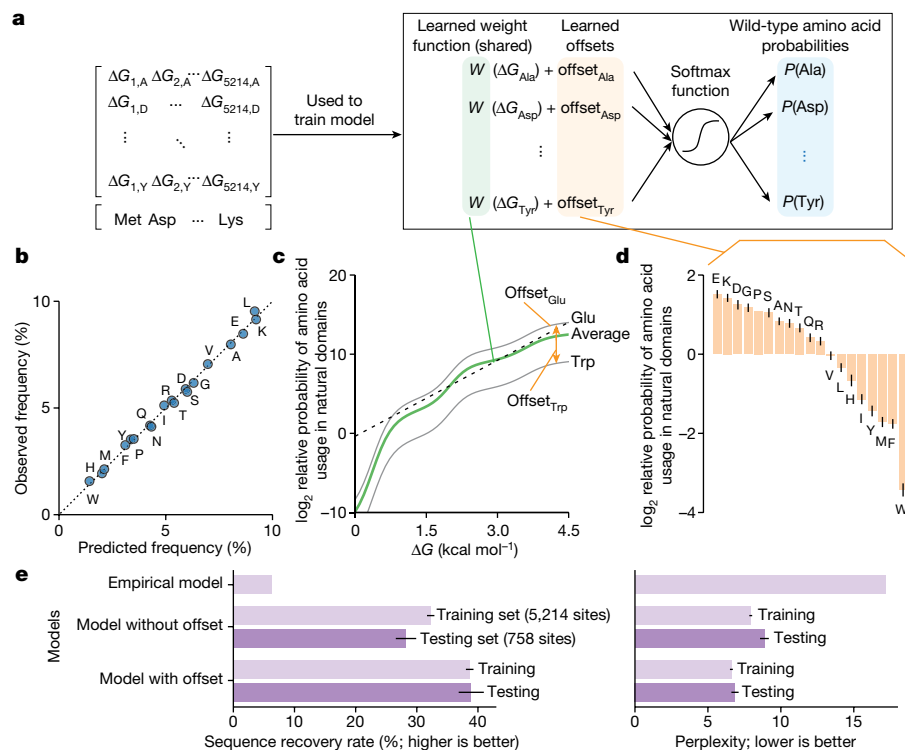 a
Learned weight
function (shared)
Learned
offsets
Wild-type amino acid
probabilities
ΔG1,A ΔG2,A ··· ΔG5214,A
ΔG1,D ··· ΔG5214,D
⋮ ⋱ ⋮
ΔG1,Y ΔG2,Y ··· ΔG5214,Y
Met Asp ··· Lys
Used to
train model
W (ΔGAla) + offsetAla
W (ΔGAsp) + offsetAsp
⋮
W (ΔGTyr) + offsetTyr
Softmax
function
P(Ala)
P(Asp)
⋮
P(Tyr)
b
Observed frequency (%)
10
5
0
0 5 10
Predicted frequency (%)
L
E
K
V
A
D
G
R
S
Q
I
T
N
Y
P
M
F
H
W
c
log2 relative probability of amino acid
usage in natural domains
20
10
0
−10
0 1.5 3.0 4.5
ΔG (kcal mol−1)
OffsetGlu
Glu
Average
Trp
OffsetTrp
d
log2 relative probability of amino acid
usage in natural domains
2
0
−2
−4
E K D G P S A N T Q R V L H I Y M F W
e
Models
Empirical model
Model without offset
Model with offset
Training set (5,214 sites)
Testing set (758 sites)
Training
Testing
0 10 20 30 40
Sequence recovery rate (%; higher is better)
Training
Testing
Training
Testing
0 5 10 15
Perplexity; lower is better